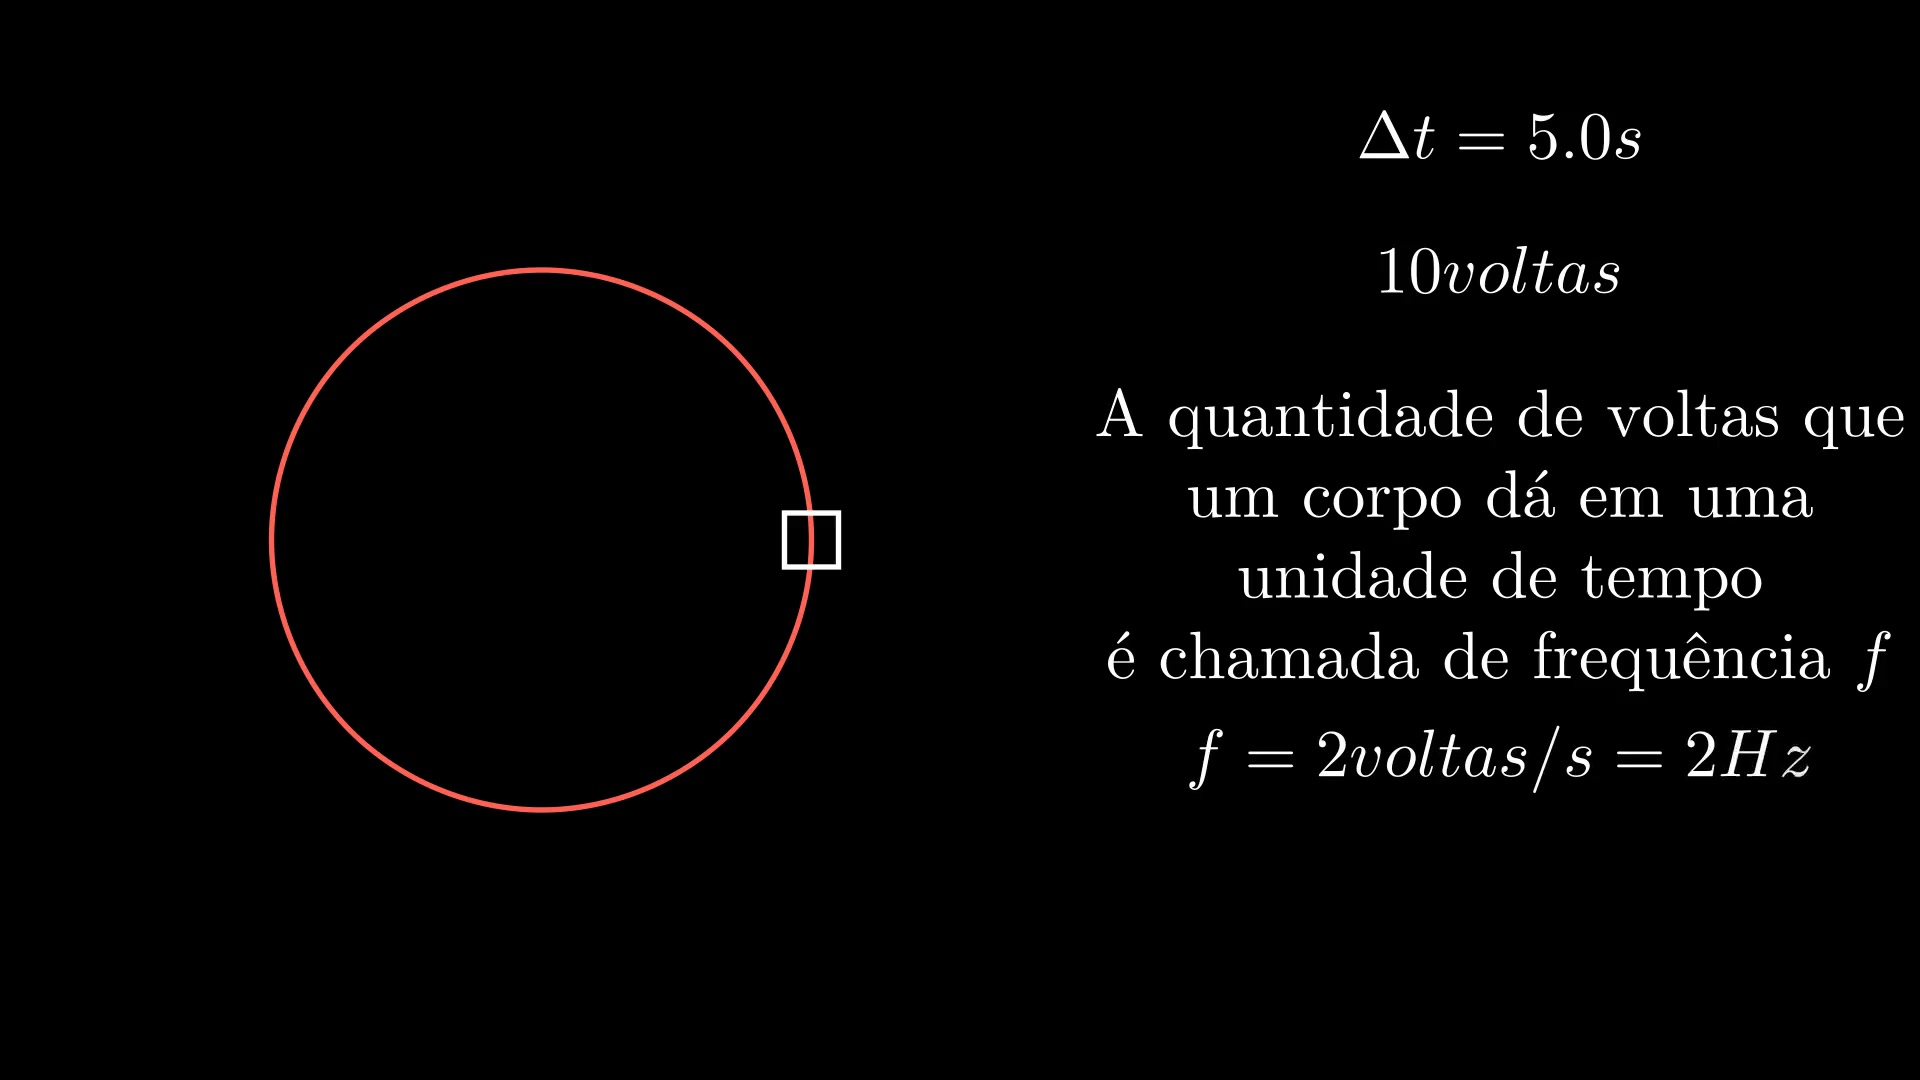 Δt = 5.0s
10voltas
A quantidade de voltas que
um corpo dá em uma
unidade de tempo
é chamada de frequência f
f = 2voltas/s = 2Hz